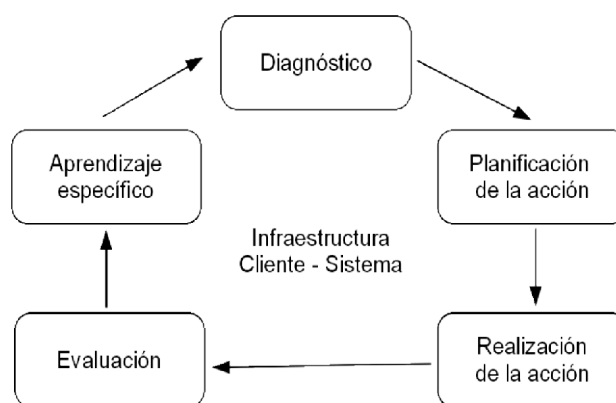 Diagnóstico
Aprendizaje
específico
Planificación
de la acción
Infraestructura
Cliente - Sistema
Evaluación
Realización
de la acción